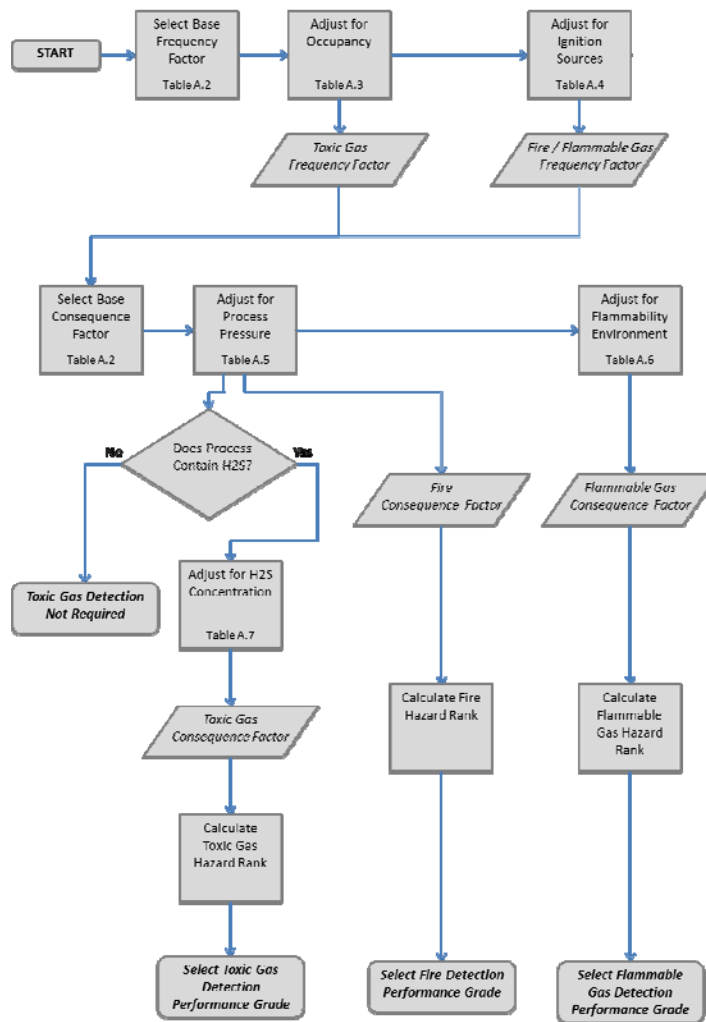 START
Select Base
Frequency
Factor
Table A.2
Adjust for
Occupancy
Table A.3
Adjust for
Ignition
Sources
Table A.4
Toxic Gas
Frequency Factor
Fire / Flammable Gas
Frequency Factor
Select Base
Consequence
Factor
Table A.2
Adjust for
Process
Pressure
Table A.5
Adjust for
Flammability
Environment
Table A.6
No
Does Process
Contain H2S?
Yes
Fire
Consequence Factor
Flammable Gas
Consequence Factor
Toxic Gas Detection
Not Required
Adjust for H2S
Concentration
Table A.7
Toxic Gas
Consequence Factor
Calculate Fire
Hazard Rank
Calculate
Flammable
Gas Hazard
Rank
Calculate
Toxic Gas
Hazard Rank
Select Toxic Gas
Detection
Performance Grade
Select Fire Detection
Performance Grade
Select Flammable
Gas Detection
Performance Grade